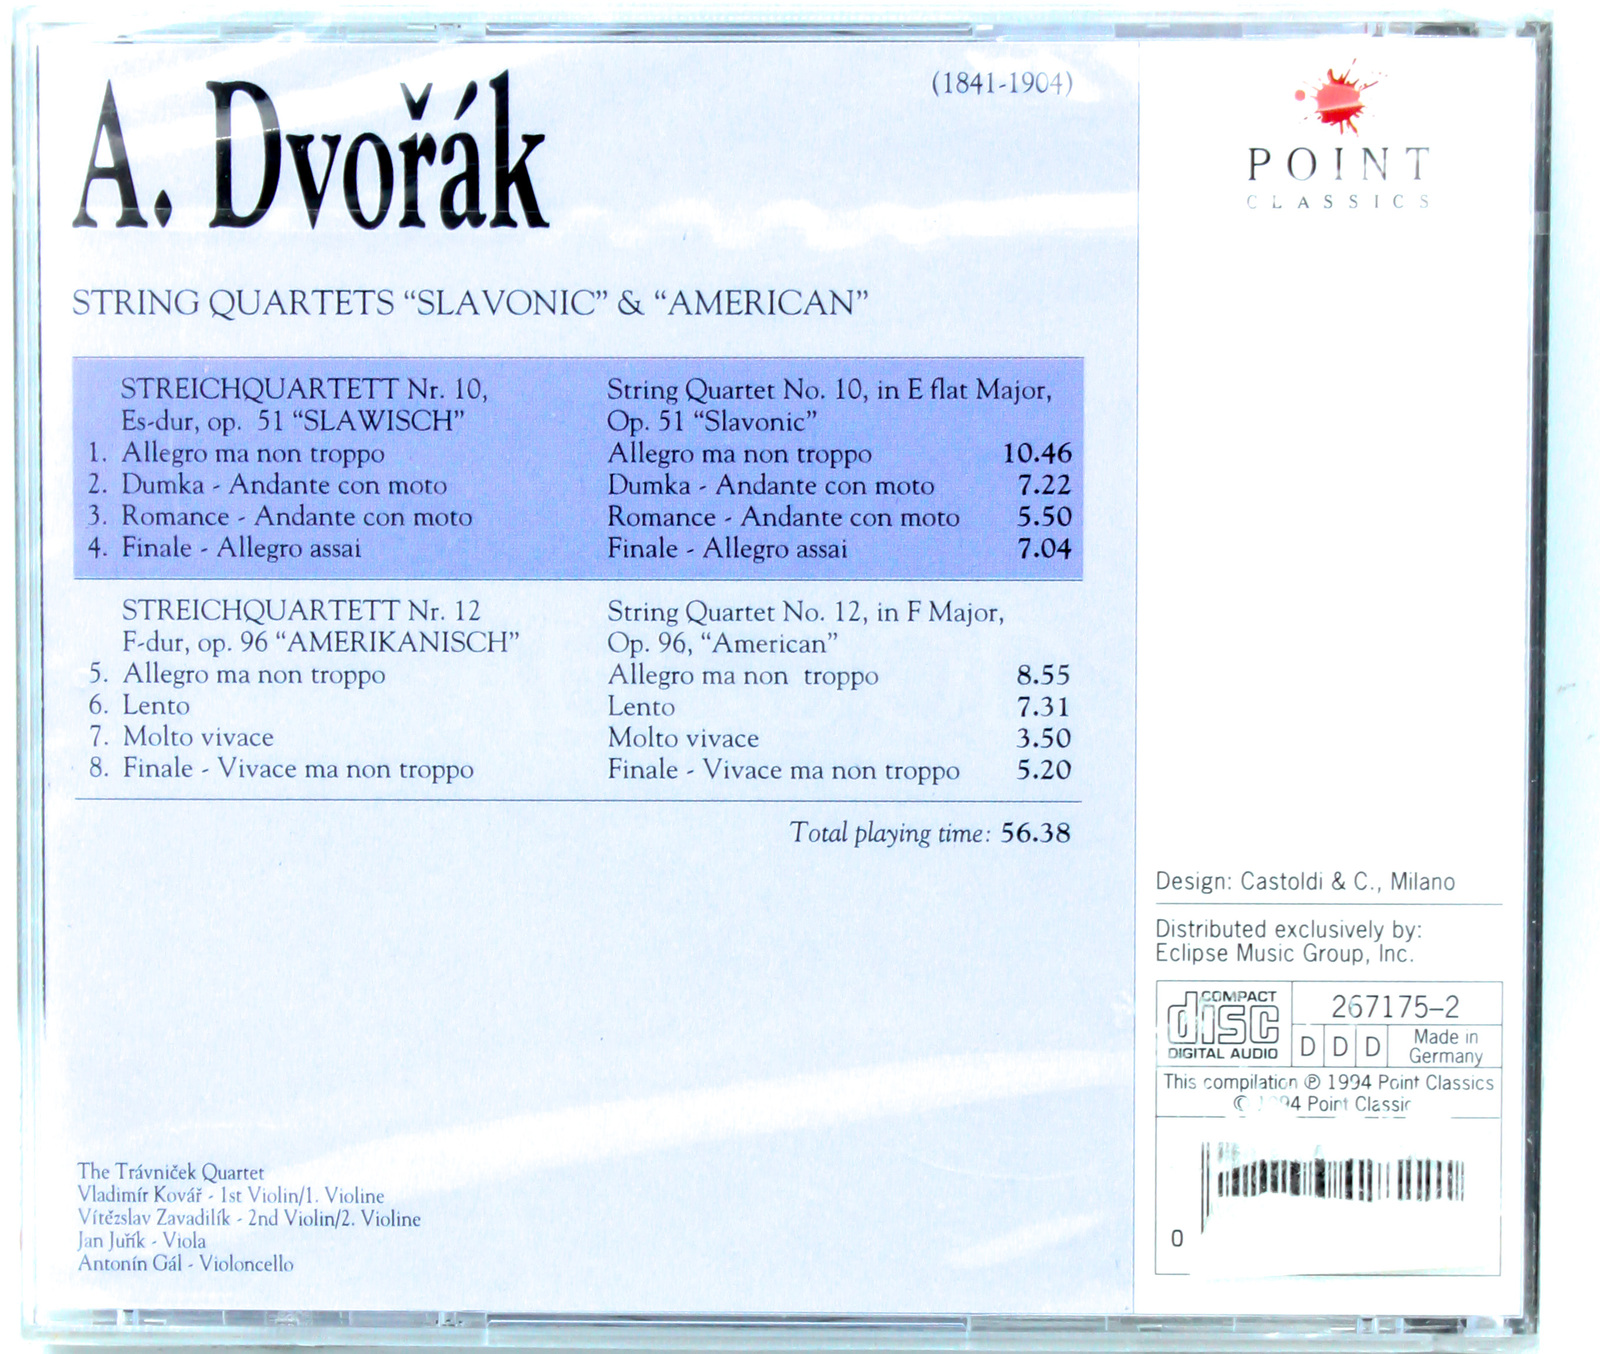 A. Dvořák
(1841-1904)
STRING QUARTETS “SLAVONIC” & “AMERICAN”
STREICHQUARTETT Nr. 10,
Es-dur, op. 51 “SLAWISCH”
String Quartet No. 10, in E flat Major,
Op. 51 “Slavonic”
1. Allegro ma non troppo Allegro ma non troppo 10.46
2. Dumka - Andante con moto Dumka - Andante con moto 7.22
3. Romance - Andante con moto Romance - Andante con moto 5.50
4. Finale - Allegro assai Finale - Allegro assai 7.04
STREICHQUARTETT Nr. 12
F-dur, op. 96 “AMERIKANISCH”
String Quartet No. 12, in F Major,
Op. 96, “American”
5. Allegro ma non troppo Allegro ma non troppo 8.55
6. Lento Lento 7.31
7. Molto vivace Molto vivace 3.50
8. Finale - Vivace ma non troppo Finale - Vivace ma non troppo 5.20
Total playing time: 56.38
The Trávniček Quartet
Vladimír Kovář - 1st Violin/1. Violine
Vítězslav Zavadilík - 2nd Violin/2. Violine
Jan Juřík - Viola
Antonín Gál - Violoncello
POINT
CLASSICS
Design: Castoldi & C., Milano
Distributed exclusively by:
Eclipse Music Group, Inc.
COMPACT
disc
DIGITAL AUDIO
267175-2
D D D
Made in
Germany
This compilation ℗ 1994 Point Classics
© Point
0